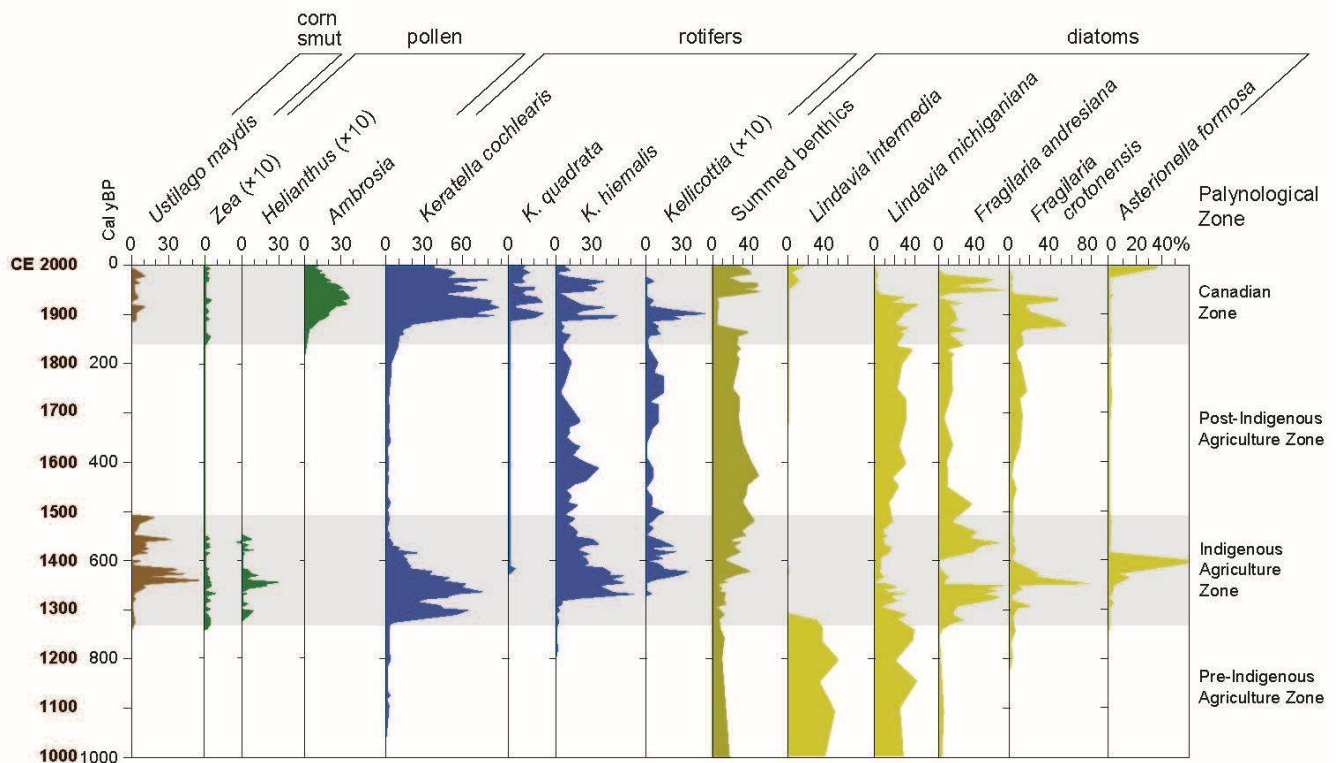 corn
smut
pollen
rotifers
diatoms
Cal yBP
Ustilago maydis
Zea (×10)
Helianthus (×10)
Ambrosia
Keratella cochlearis
K. quadrata
K. hiemalis
Kellicottia (×10)
Summed benthics
Lindavia intermedia
Lindavia michiganiana
Fragilaria andresiana
Fragilaria
crotonensis
Asterionella formosa
Palynological
Zone
0 30 0 0 0 30 0 30 60 0 0 30 0 30 0 40 0 40 0 40 0 40 0 40 80 0 20 40%
CE 2000 0
1900
1800 200
1700
1600 400
1500
1400 600
1300
1200 800
1100
1000 1000
Canadian
Zone
Post-Indigenous
Agriculture Zone
Indigenous
Agriculture
Zone
Pre-Indigenous
Agriculture Zone